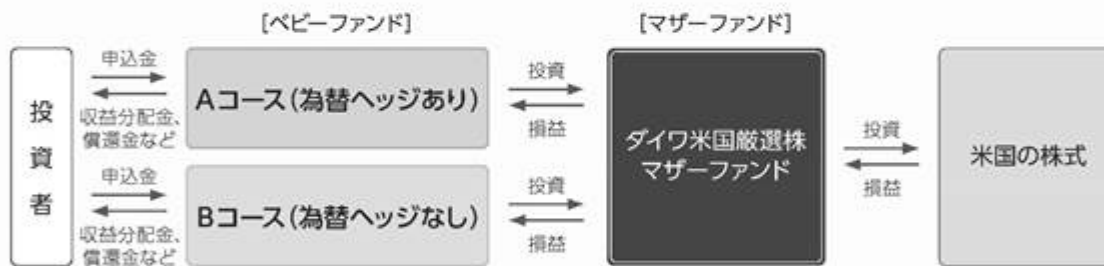 [ベビーファンド]
[マザーファンド]
投資者
申込金
収益分配金、
償還金など
Aコース(為替ヘッジあり)
投資
損益
申込金
収益分配金、
償還金など
Bコース(為替ヘッジなし)
投資
損益
ダイワ米国厳選株
マザーファンド
投資
損益
米国の株式